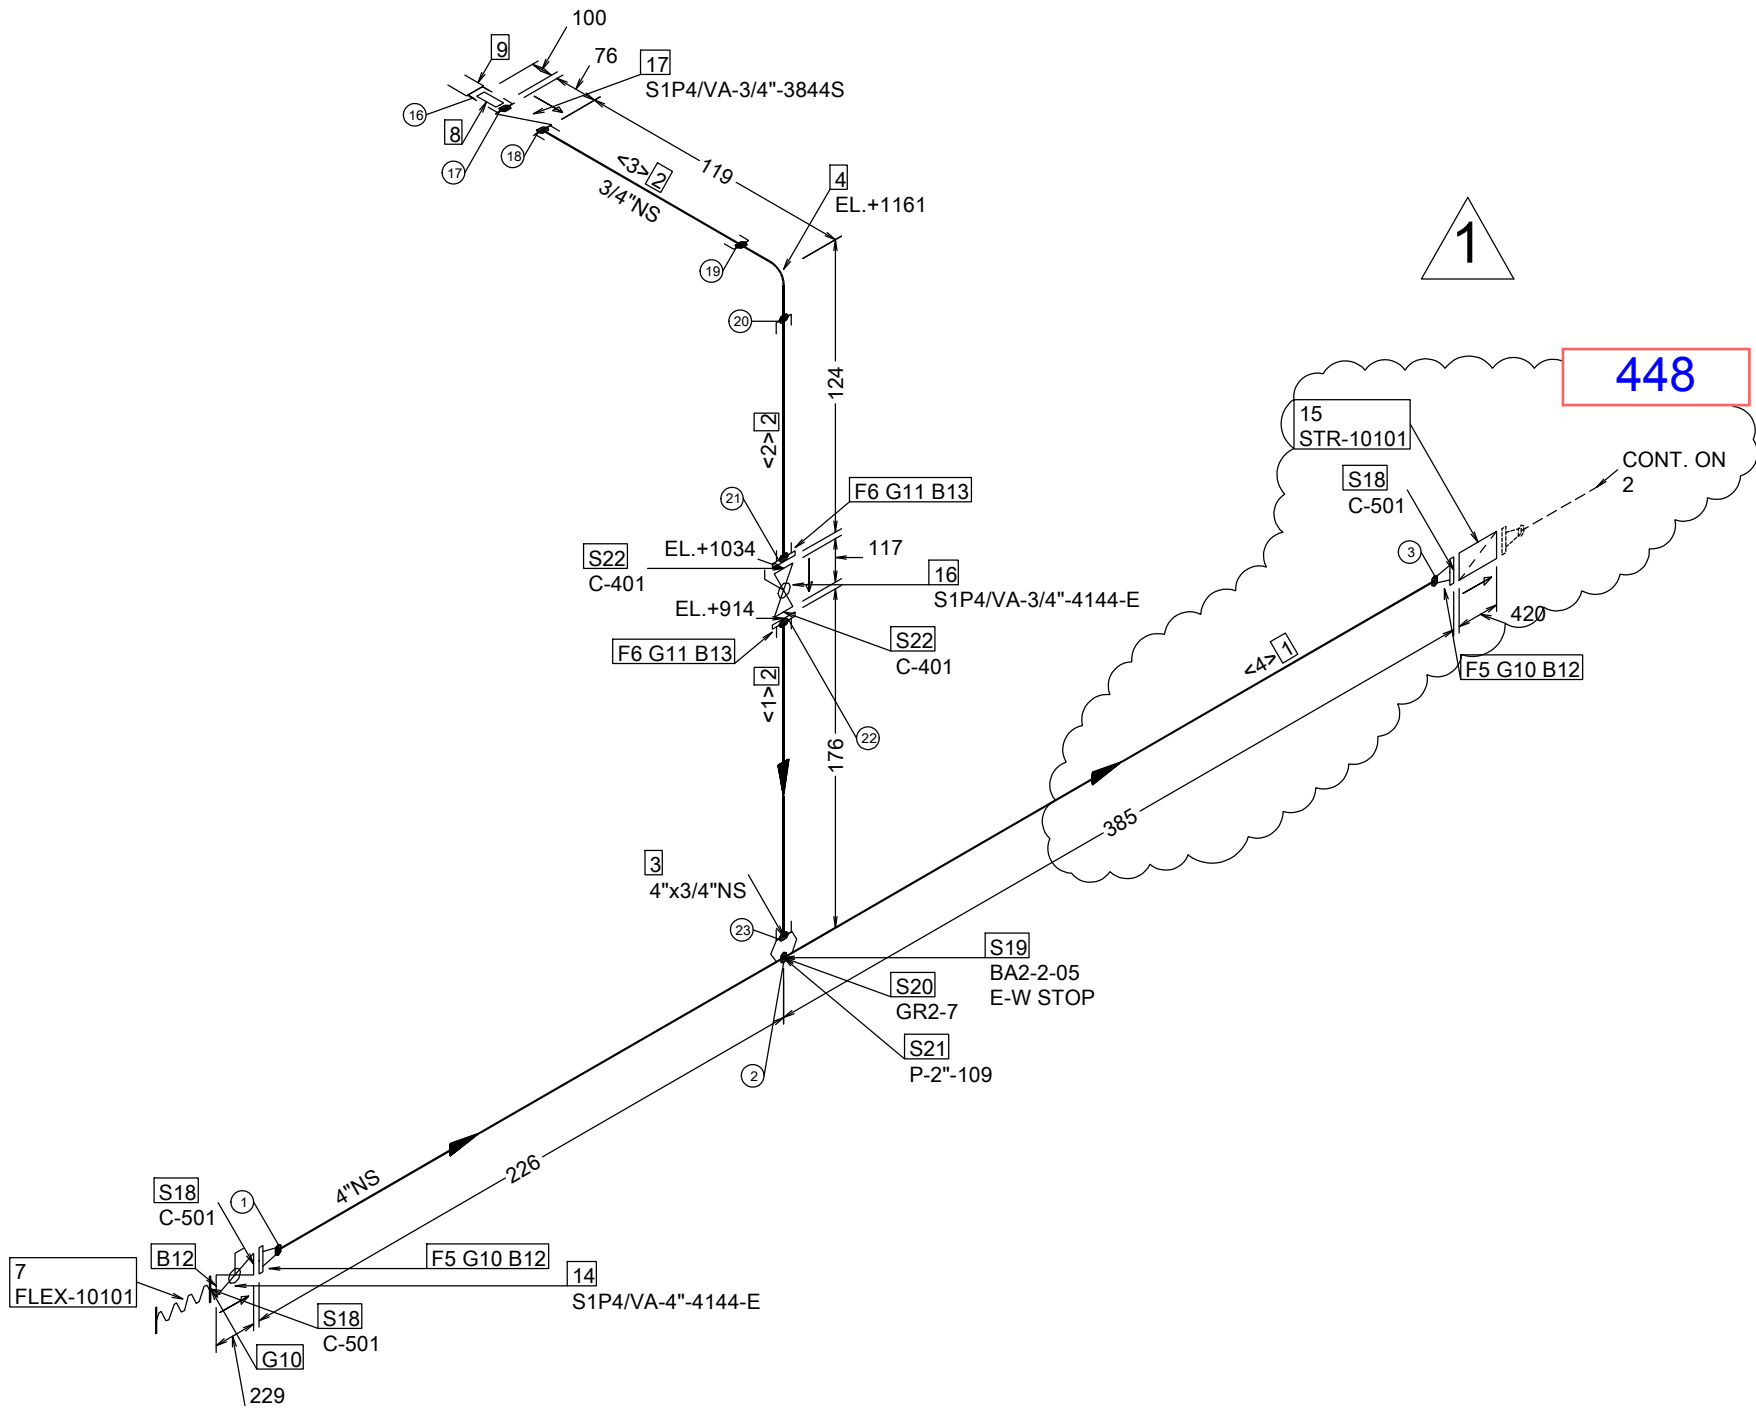 100
9
76
17
S1P4/VA-3/4"-3844S
16
8
17
18
<3> 2
3/4"NS
119
4
EL.+1161
19
1
20
124
448
15
STR-10101
CONT. ON
2
<2> 2
S18
C-501
F6 G11 B13
21
EL.+1034
117
S22
C-401
16
S1P4/VA-3/4"-4144-E
3
EL.+914
420
S22
C-401
F6 G11 B13
<4> 1
F5 G10 B12
<1> 2
22
176
385
3
4"x3/4"NS
23
S19
BA2-2-05
E-W STOP
S20
GR2-7
S21
P-2"-109
2
226
4"NS
S18
C-501
1
B12
F5 G10 B12
7
FLEX-10101
14
S1P4/VA-4"-4144-E
S18
C-501
G10
229